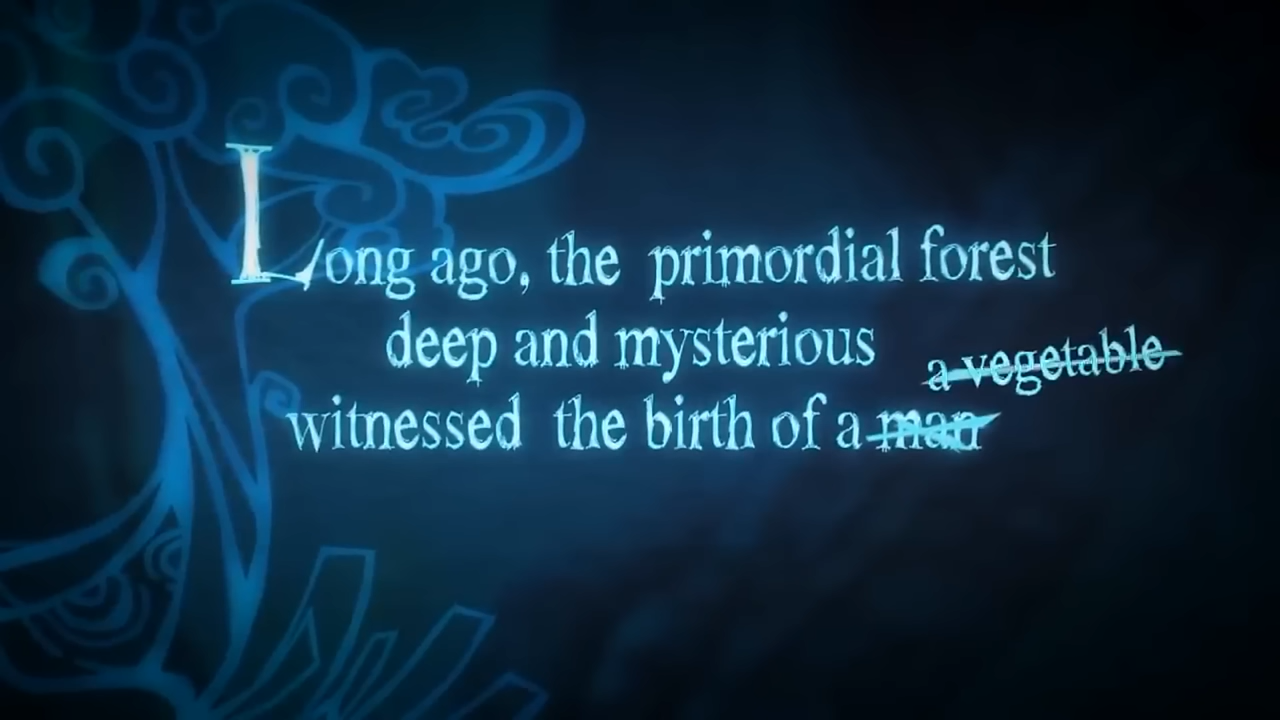 Long ago, the primordial forest
deep and mysterious
a vegetable
witnessed the birth of a man